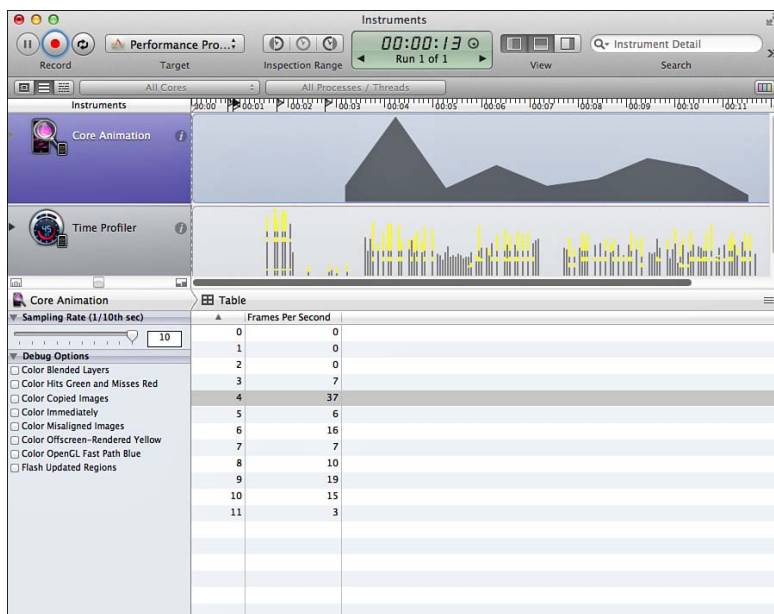 Instruments
Performance Pro...
00:00:13
Run 1 of 1
Instrument Detail
Record
Target
Inspection Range
View
Search
All Cores
All Processes / Threads
Instruments
00:00 00:01 00:02 00:03 00:04 00:05 00:06 00:07 00:08 00:09 00:10 00:11
Core Animation
Time Profiler
Core Animation
Table
Sampling Rate (1/10th sec)
10
Debug Options
Color Blended Layers
Color Hits Green and Misses Red
Color Copied Images
Color Immediately
Color Misaligned Images
Color Offscreen-Rendered Yellow
Color OpenGL Fast Path Blue
Flash Updated Regions
Frames Per Second
0 0
1 0
2 0
3 7
4 37
5 6
6 16
7 7
8 10
9 19
10 15
11 3